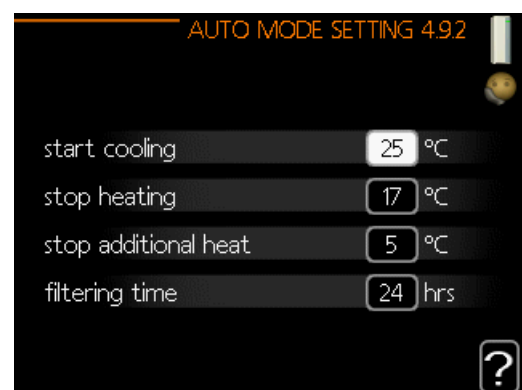 AUTO MODE SETTING 4.9.2
start cooling 25 °C
stop heating 17 °C
stop additional heat 5 °C
filtering time 24 hrs
?